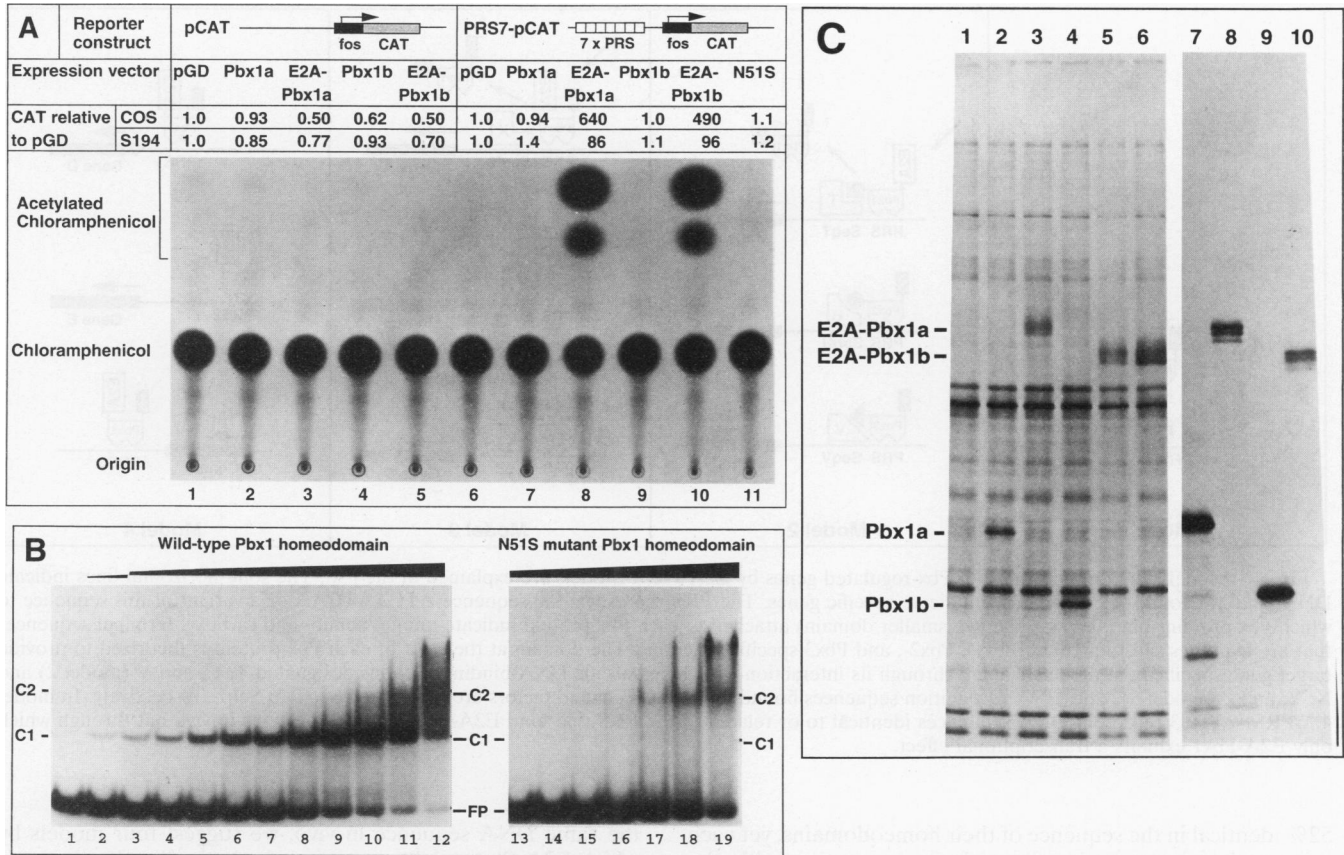 A
Reporter construct
pCAT
fos CAT
PRS7-pCAT
7 x PRS
fos CAT
Expression vector
pGD Pbx1a E2A-Pbx1a Pbx1b E2A-Pbx1b pGD Pbx1a E2A-Pbx1a Pbx1b E2A-Pbx1b N51S
CAT relative to pGD
COS 1.0 0.93 0.50 0.62 0.50 1.0 0.94 640 1.0 490 1.1
S194 1.0 0.85 0.77 0.93 0.70 1.0 1.4 86 1.1 96 1.2
Acetylated
Chloramphenicol
Chloramphenicol
Origin
1 2 3 4 5 6 7 8 9 10 11
B
Wild-type Pbx1 homeodomain
N51S mutant Pbx1 homeodomain
C2
C1
C2
C1
FP
1 2 3 4 5 6 7 8 9 10 11 12
13 14 15 16 17 18 19
C
1 2 3 4 5 6 7 8 9 10
E2A-Pbx1a
E2A-Pbx1b
Pbx1a
Pbx1b